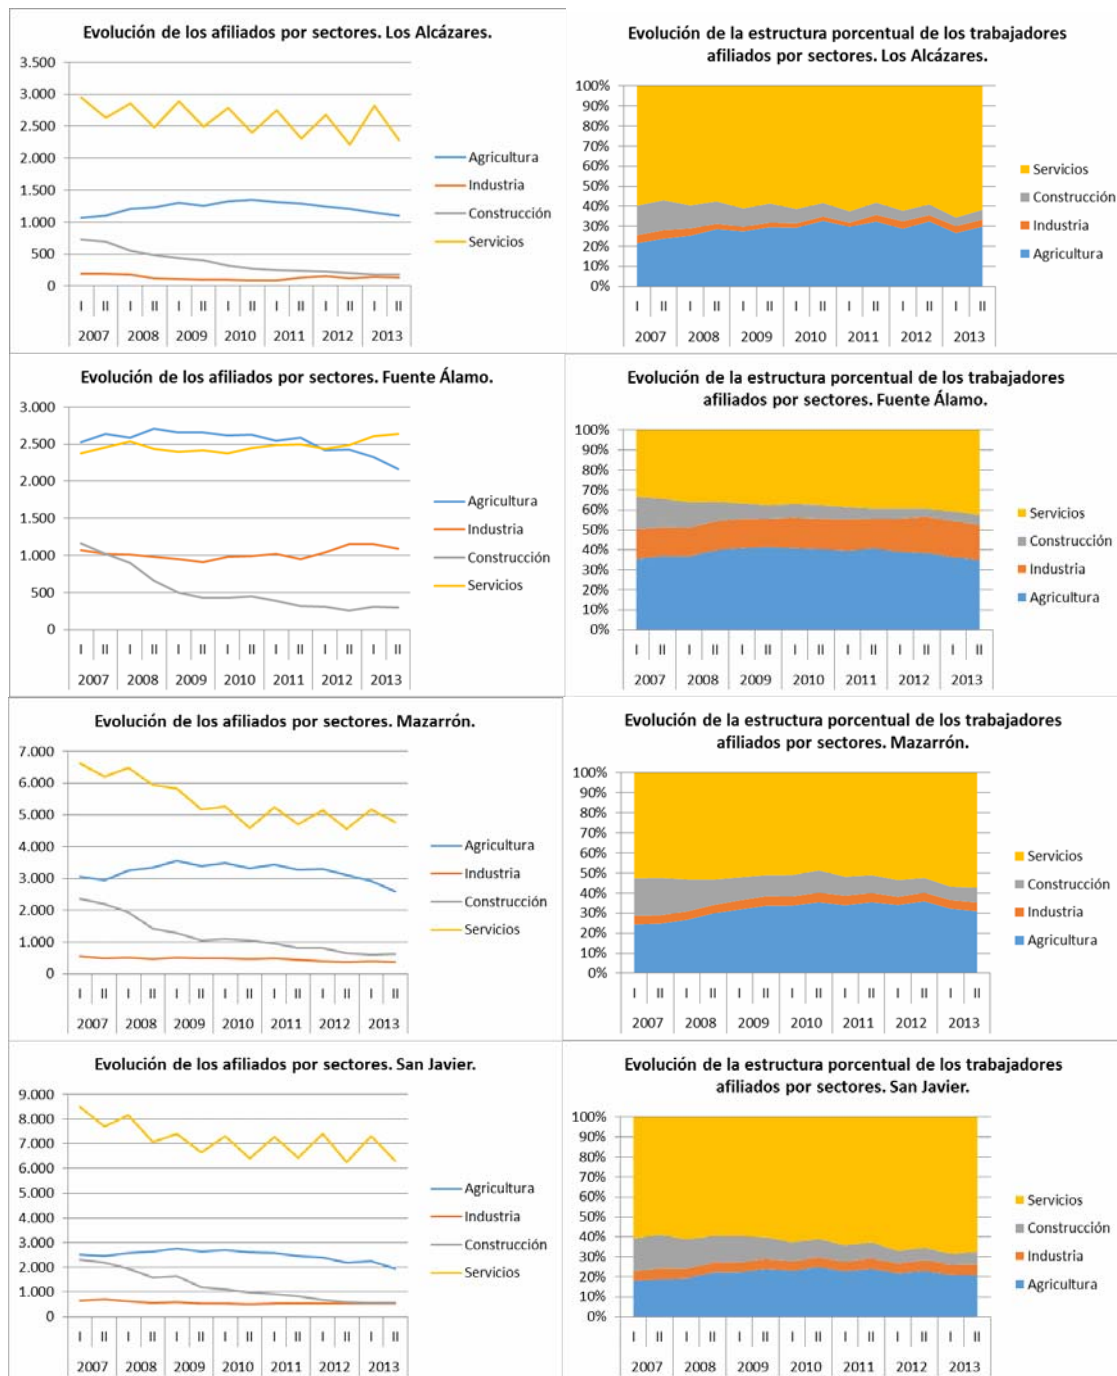 Evolución de los afiliados por sectores. Los Alcázares.
3.500
3.000
2.500
2.000
1.500
1.000
500
0
I II I II I II I II I II I II I II
2007 2008 2009 2010 2011 2012 2013
Agricultura
Industria
Construcción
Servicios
Evolución de la estructura porcentual de los trabajadores
afiliados por sectores. Los Alcázares.
100%
90%
80%
70%
60%
50%
40%
30%
20%
10%
0%
I II I II I II I II I II I II I II
2007 2008 2009 2010 2011 2012 2013
Servicios
Construcción
Industria
Agricultura
Evolución de los afiliados por sectores. Fuente Álamo.
3.000
2.500
2.000
1.500
1.000
500
0
I II I II I II I II I II I II I II
2007 2008 2009 2010 2011 2012 2013
Agricultura
Industria
Construcción
Servicios
Evolución de la estructura porcentual de los trabajadores
afiliados por sectores. Fuente Álamo.
100%
90%
80%
70%
60%
50%
40%
30%
20%
10%
0%
I II I II I II I II I II I II I II
2007 2008 2009 2010 2011 2012 2013
Servicios
Construcción
Industria
Agricultura
Evolución de los afiliados por sectores. Mazarrón.
7.000
6.000
5.000
4.000
3.000
2.000
1.000
0
I II I II I II I II I II I II I II
2007 2008 2009 2010 2011 2012 2013
Agricultura
Industria
Construcción
Servicios
Evolución de la estructura porcentual de los trabajadores
afiliados por sectores. Mazarrón.
100%
90%
80%
70%
60%
50%
40%
30%
20%
10%
0%
I II I II I II I II I II I II I II
2007 2008 2009 2010 2011 2012 2013
Servicios
Construcción
Industria
Agricultura
Evolución de los afiliados por sectores. San Javier.
9.000
8.000
7.000
6.000
5.000
4.000
3.000
2.000
1.000
0
I II I II I II I II I II I II I II
2007 2008 2009 2010 2011 2012 2013
Agricultura
Industria
Construcción
Servicios
Evolución de la estructura porcentual de los trabajadores
afiliados por sectores. San Javier.
100%
90%
80%
70%
60%
50%
40%
30%
20%
10%
0%
I II I II I II I II I II I II I II
2007 2008 2009 2010 2011 2012 2013
Servicios
Construcción
Industria
Agricultura